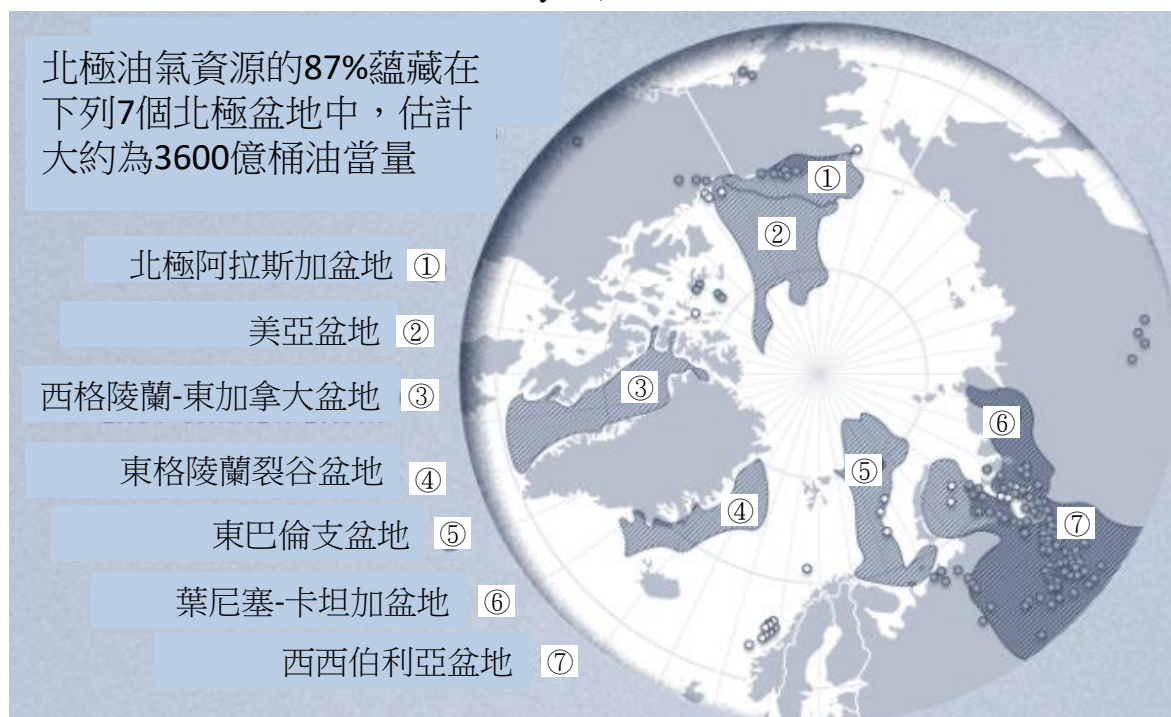 北極油氣資源的87%蘊藏在
下列7個北極盆地中，估計
大約為3600億桶油當量
北極阿拉斯加盆地 ①
美亞盆地 ②
西格陵蘭-東加拿大盆地 ③
東格陵蘭裂谷盆地 ④
東巴倫支盆地 ⑤
葉尼塞-卡坦加盆地 ⑥
西西伯利亞盆地 ⑦
①
②
③
④
⑤
⑥
⑦